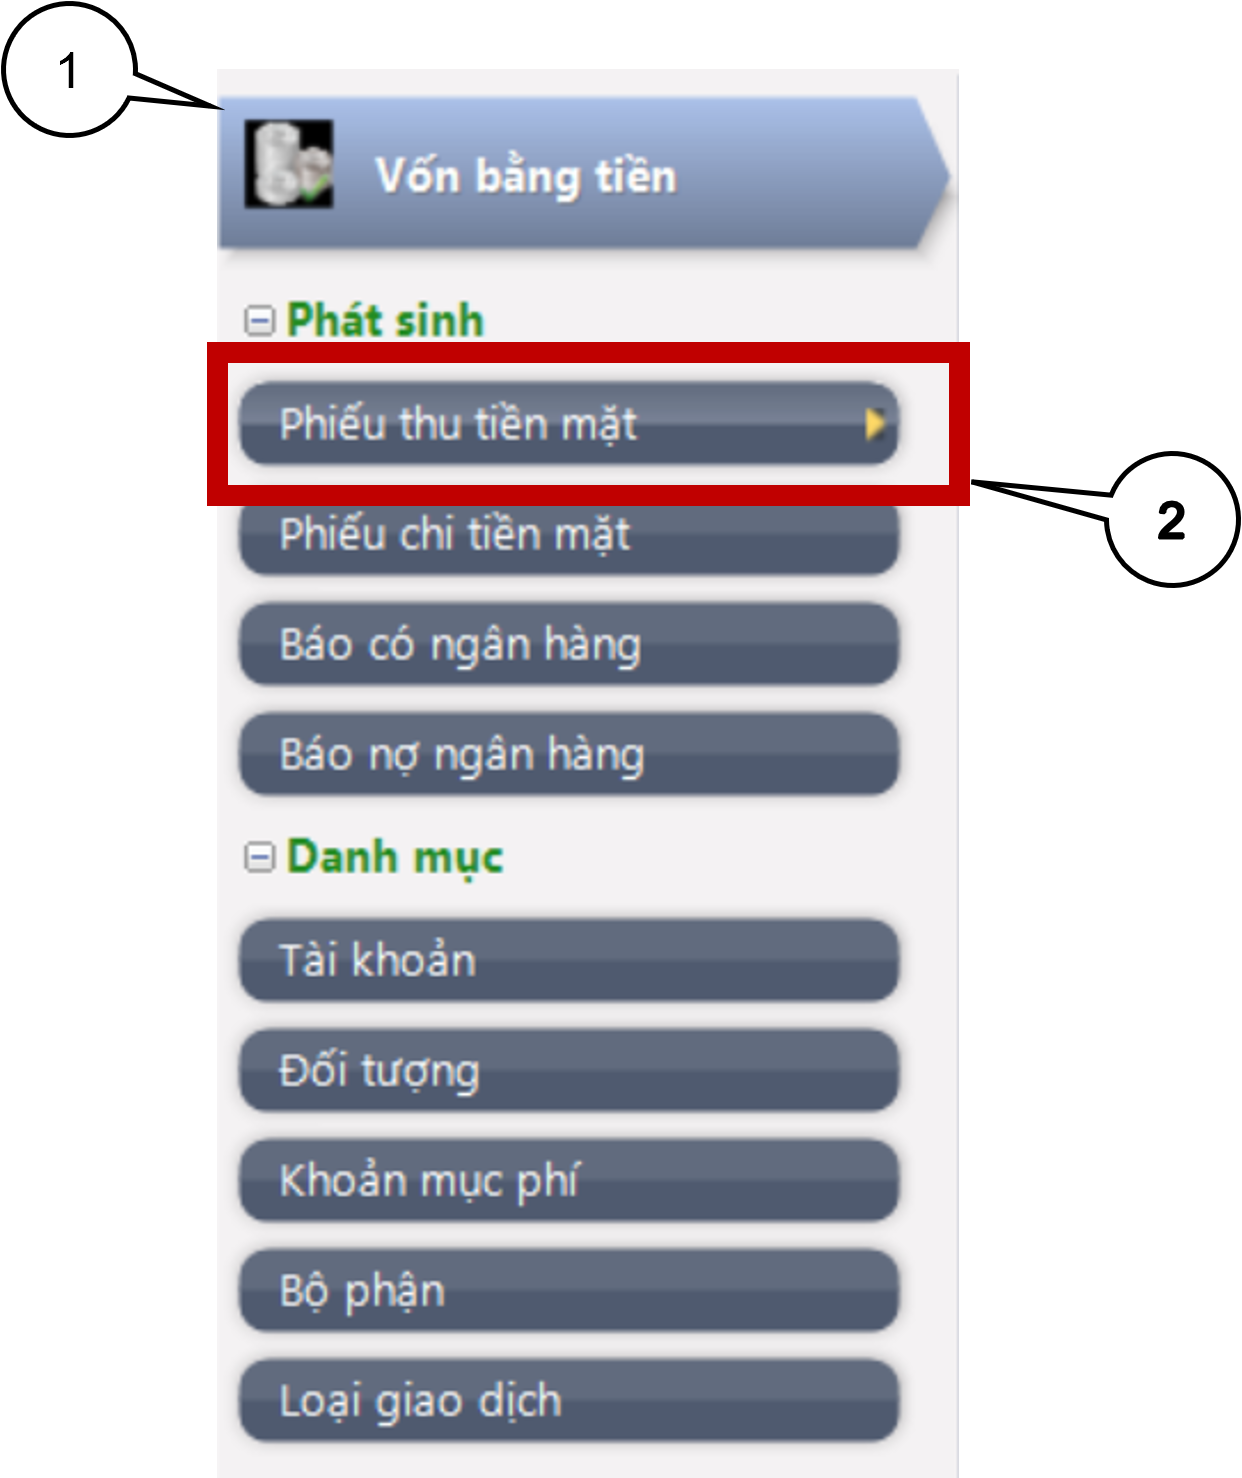 1
Vốn bằng tiền
Phát sinh
Phiếu thu tiền mặt
2
Phiếu chi tiền mặt
Báo có ngân hàng
Báo nợ ngân hàng
Danh mục
Tài khoản
Đối tượng
Khoản mục phí
Bộ phận
Loại giao dịch